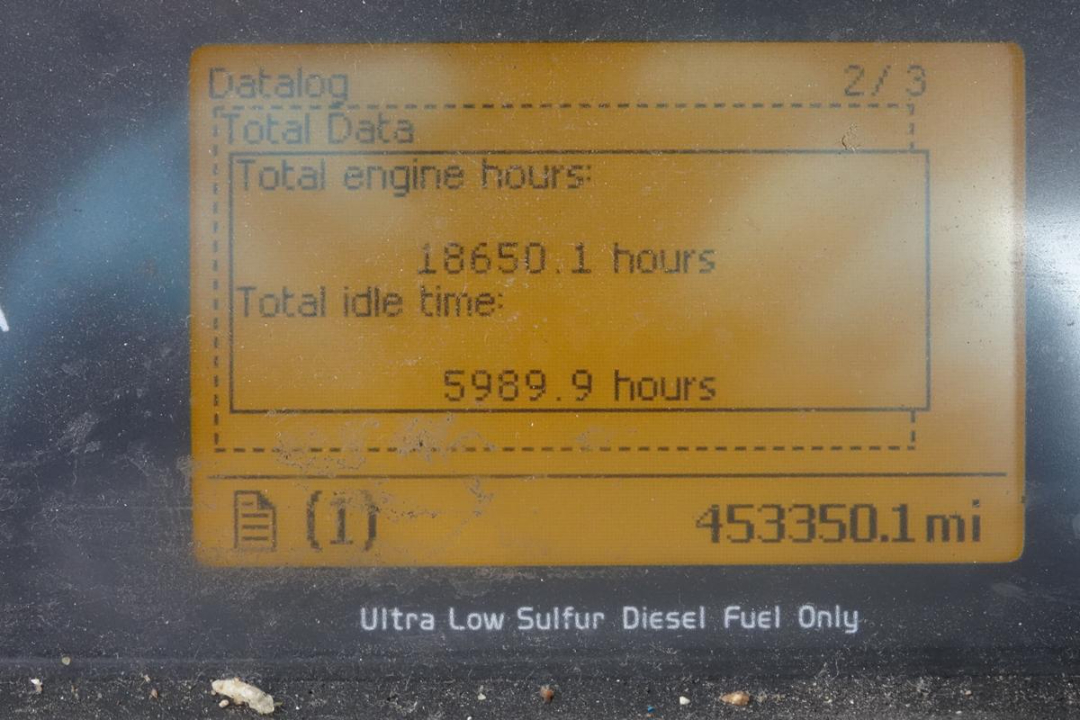 Datalog 2/3
Total Data
Total engine hours:
18650.1 hours
Total idle time:
5989.9 hours
(1) 453350.1 mi
Ultra Low Sulfur Diesel Fuel Only